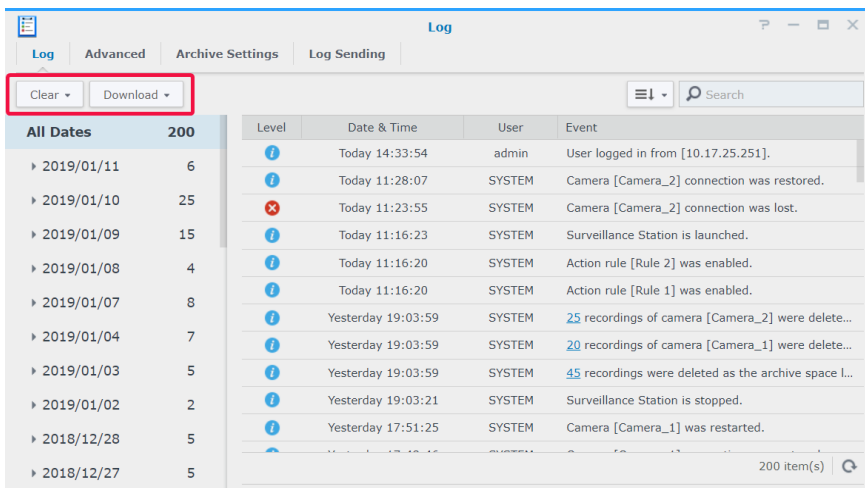 Log
Log Advanced Archive Settings Log Sending
Clear Download Search
All Dates 200
2019/01/11 6
2019/01/10 25
2019/01/09 15
2019/01/08 4
2019/01/07 8
2019/01/04 7
2019/01/03 5
2019/01/02 2
2018/12/28 5
2018/12/27 5
Level Date & Time User Event
Today 14:33:54 admin User logged in from [10.17.25.251].
Today 11:28:07 SYSTEM Camera [Camera_2] connection was restored.
Today 11:23:55 SYSTEM Camera [Camera_2] connection was lost.
Today 11:16:23 SYSTEM Surveillance Station is launched.
Today 11:16:20 SYSTEM Action rule [Rule 2] was enabled.
Today 11:16:20 SYSTEM Action rule [Rule 1] was enabled.
Yesterday 19:03:59 SYSTEM 25 recordings of camera [Camera_2] were delete...
Yesterday 19:03:59 SYSTEM 20 recordings of camera [Camera_1] were delete...
Yesterday 19:03:59 SYSTEM 45 recordings were deleted as the archive space l...
Yesterday 19:03:21 SYSTEM Surveillance Station is stopped.
Yesterday 17:51:25 SYSTEM Camera [Camera_1] was restarted.
200 item(s)